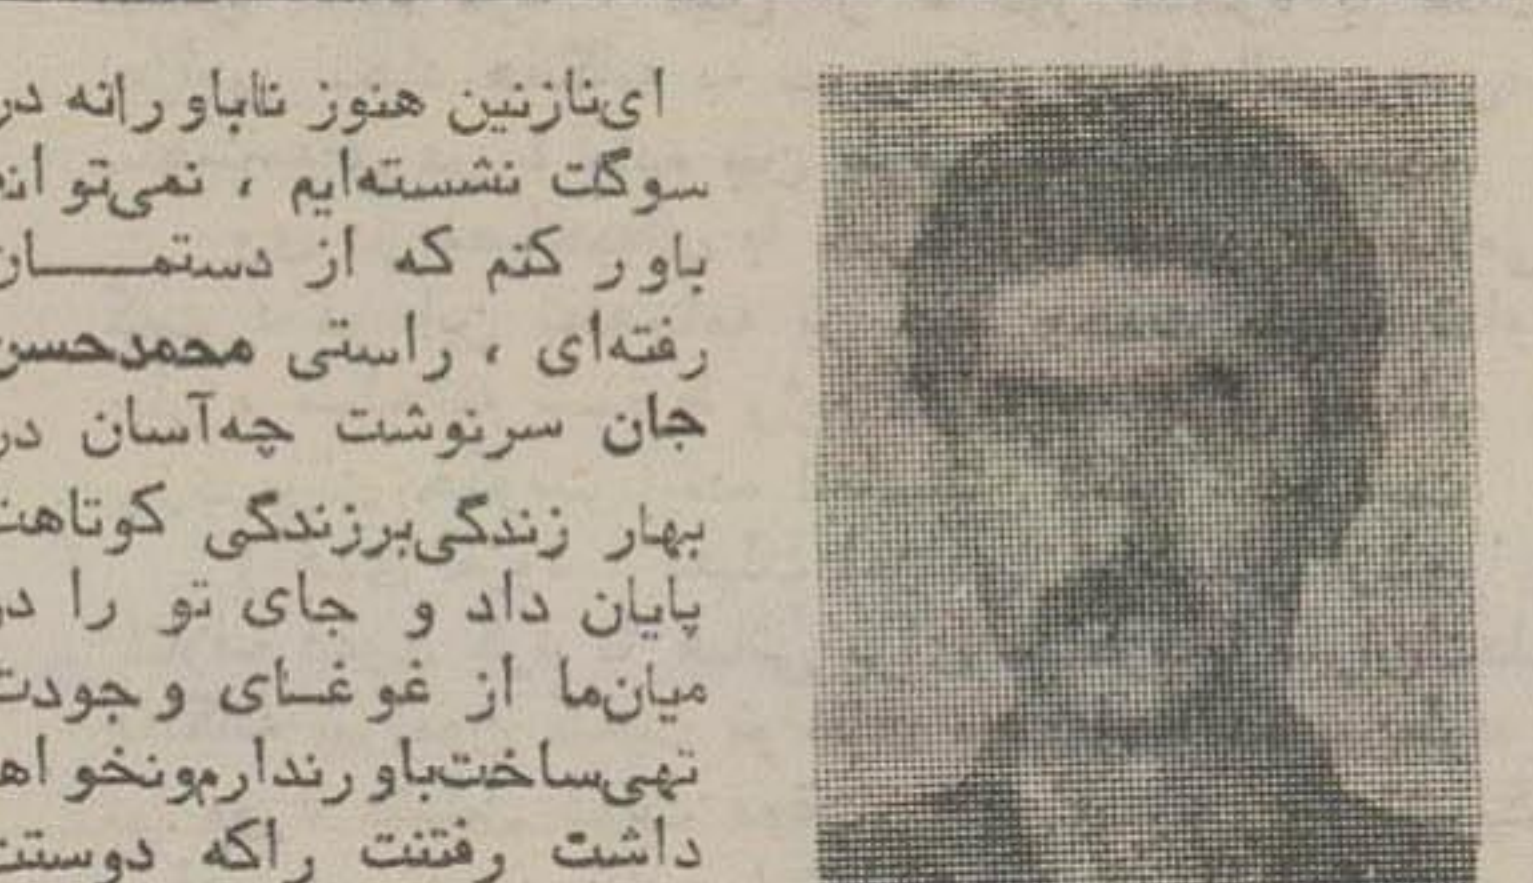 ای‌نازنین هنوز ناباورانه در
سوگت نشسته‌ایم ، نمی‌توانم
باور کنم که از دستمـــــان
رفته‌ای ، راستی محمدحسن
جان سرنوشت چه‌آسان در
بهار زندگی‌برزندگی کوتاهت
پایان داد و جای تو را در
میان‌ما از غوغـای وجودت
تهی‌ساخت‌باورندارم‌ونخواهم
داشت رفتنت راکه دوستت